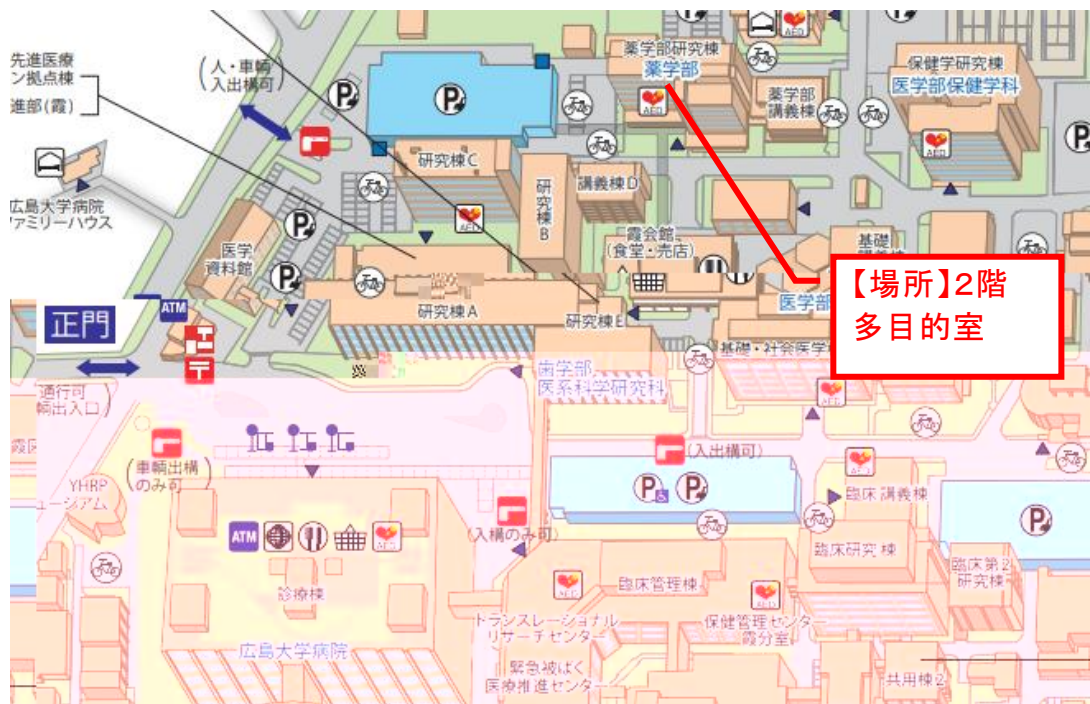 先進医療
ン拠点棟
進部(霞)
(人・車輌
入出構可)
P
P
薬学部研究棟
薬学部
AED
薬学部
講義棟
保健学研究棟
医学部保健学科
AED
P
広島大学病院
ファミリーハウス
研究棟C
AED
研究棟B
講義棟D
医学
資料館
P
P
霞会館
(食堂・売店)
基礎
講義棟
【場所】2階
多目的室
医学部
正門
ATM
研究棟A
研究棟E
基礎・社会医学
歯学部
医系科学研究科
AED
通行可
輌出入口
霞
(車輌出構
のみ可)
YHRP
ュージアム
(入出構可)
P
P
AED
臨床講義棟
(入構のみ可)
ATM
AED
P
臨床研究棟
臨床第2
研究棟
診療棟
AED
臨床管理棟
AED
トランスレーショナル
リサーチセンター
保健管理センター
霞分室
広島大学病院
緊急被ばく
医療推進センター
共用棟2